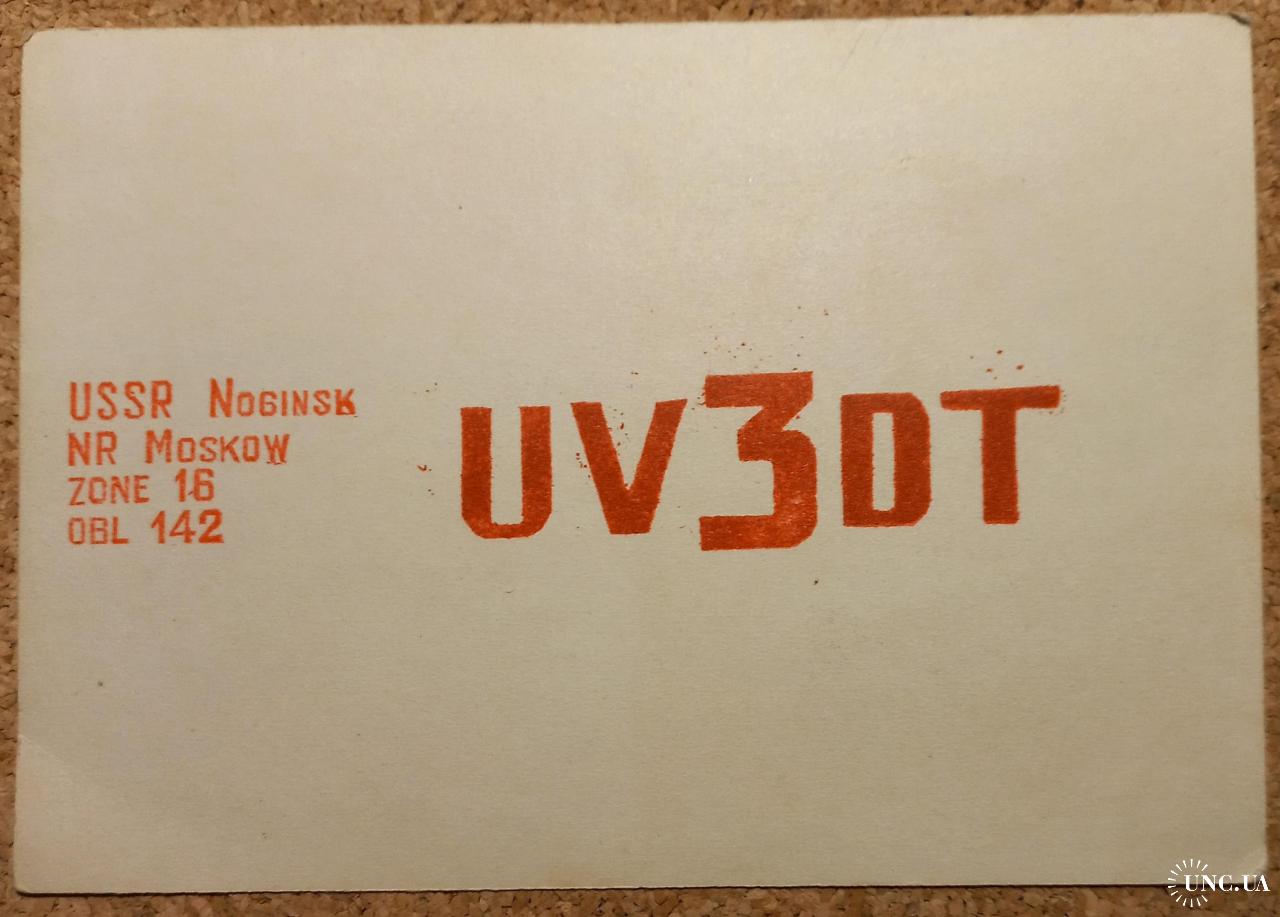 USSR NOGINSK
NR MOSKOW
ZONE 16
OBL 142
UV3DT
UNC.UA